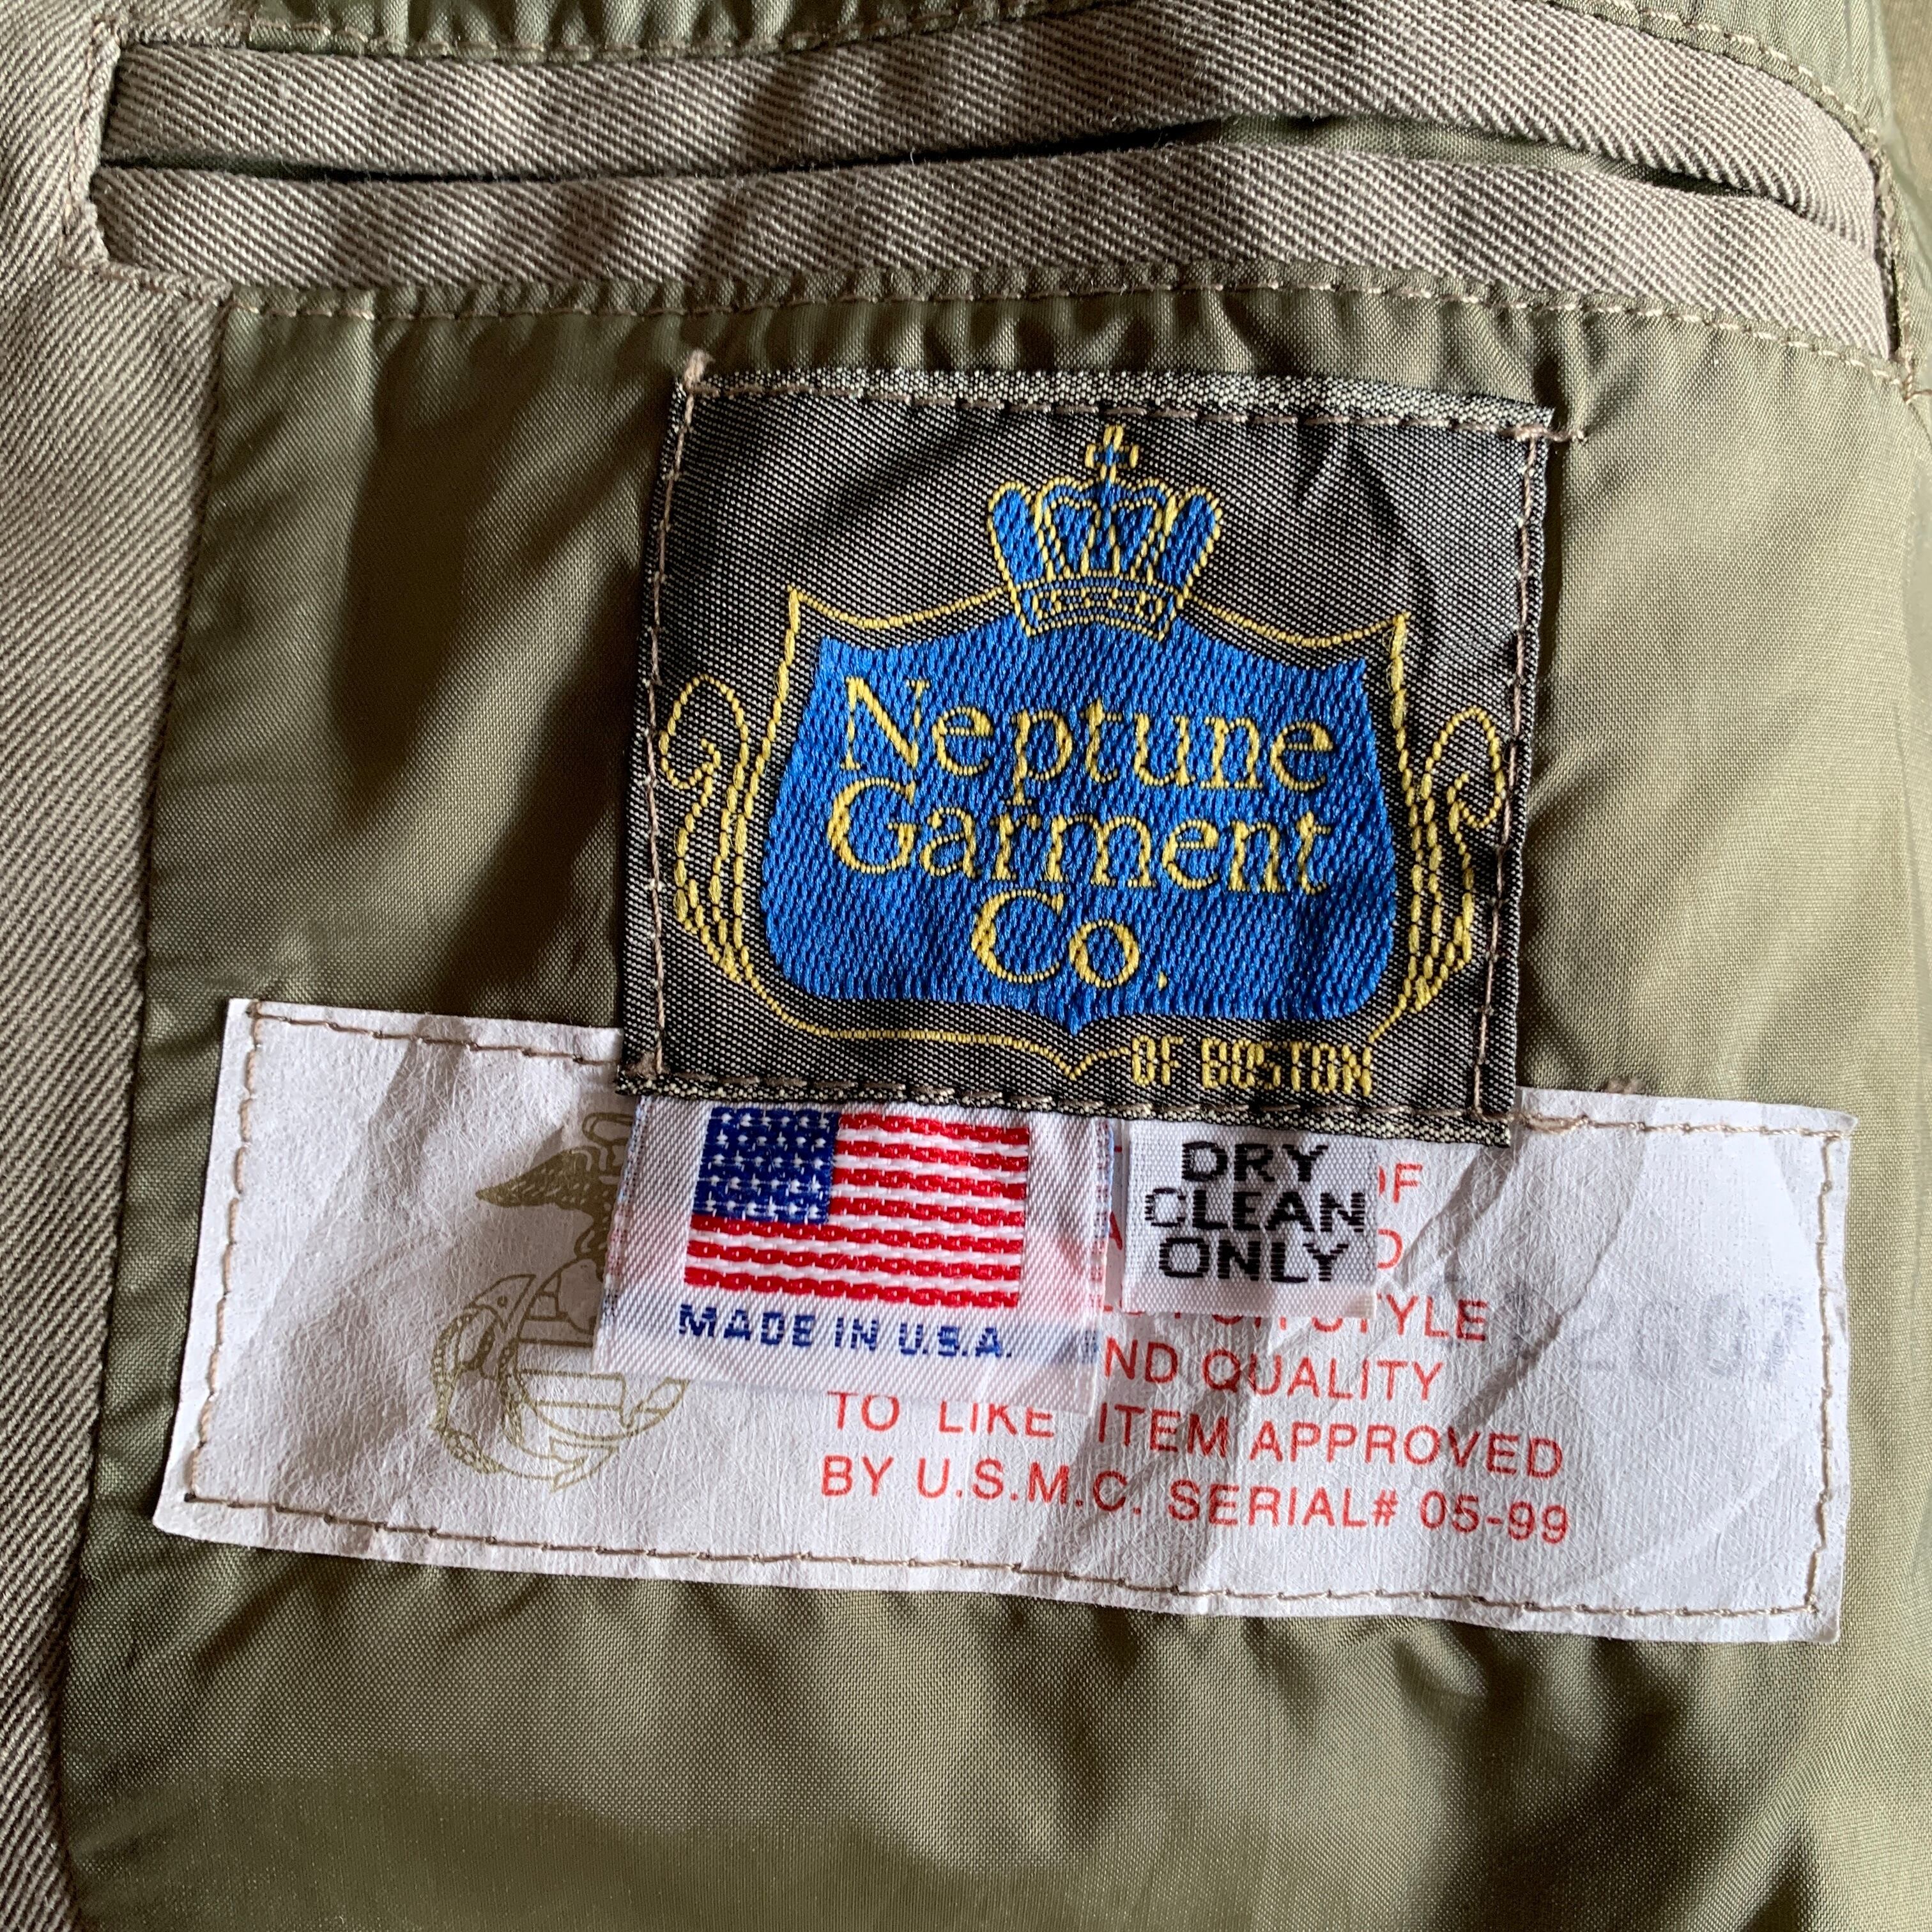 Neptune
Garment
Co.
OF BOSTON
MADE IN U.S.A.
DRY
CLEAN
ONLY
STYLE
QUALITY
TO LIKE ITEM APPROVED
BY U.S.M.C. SERIAL# 05-99